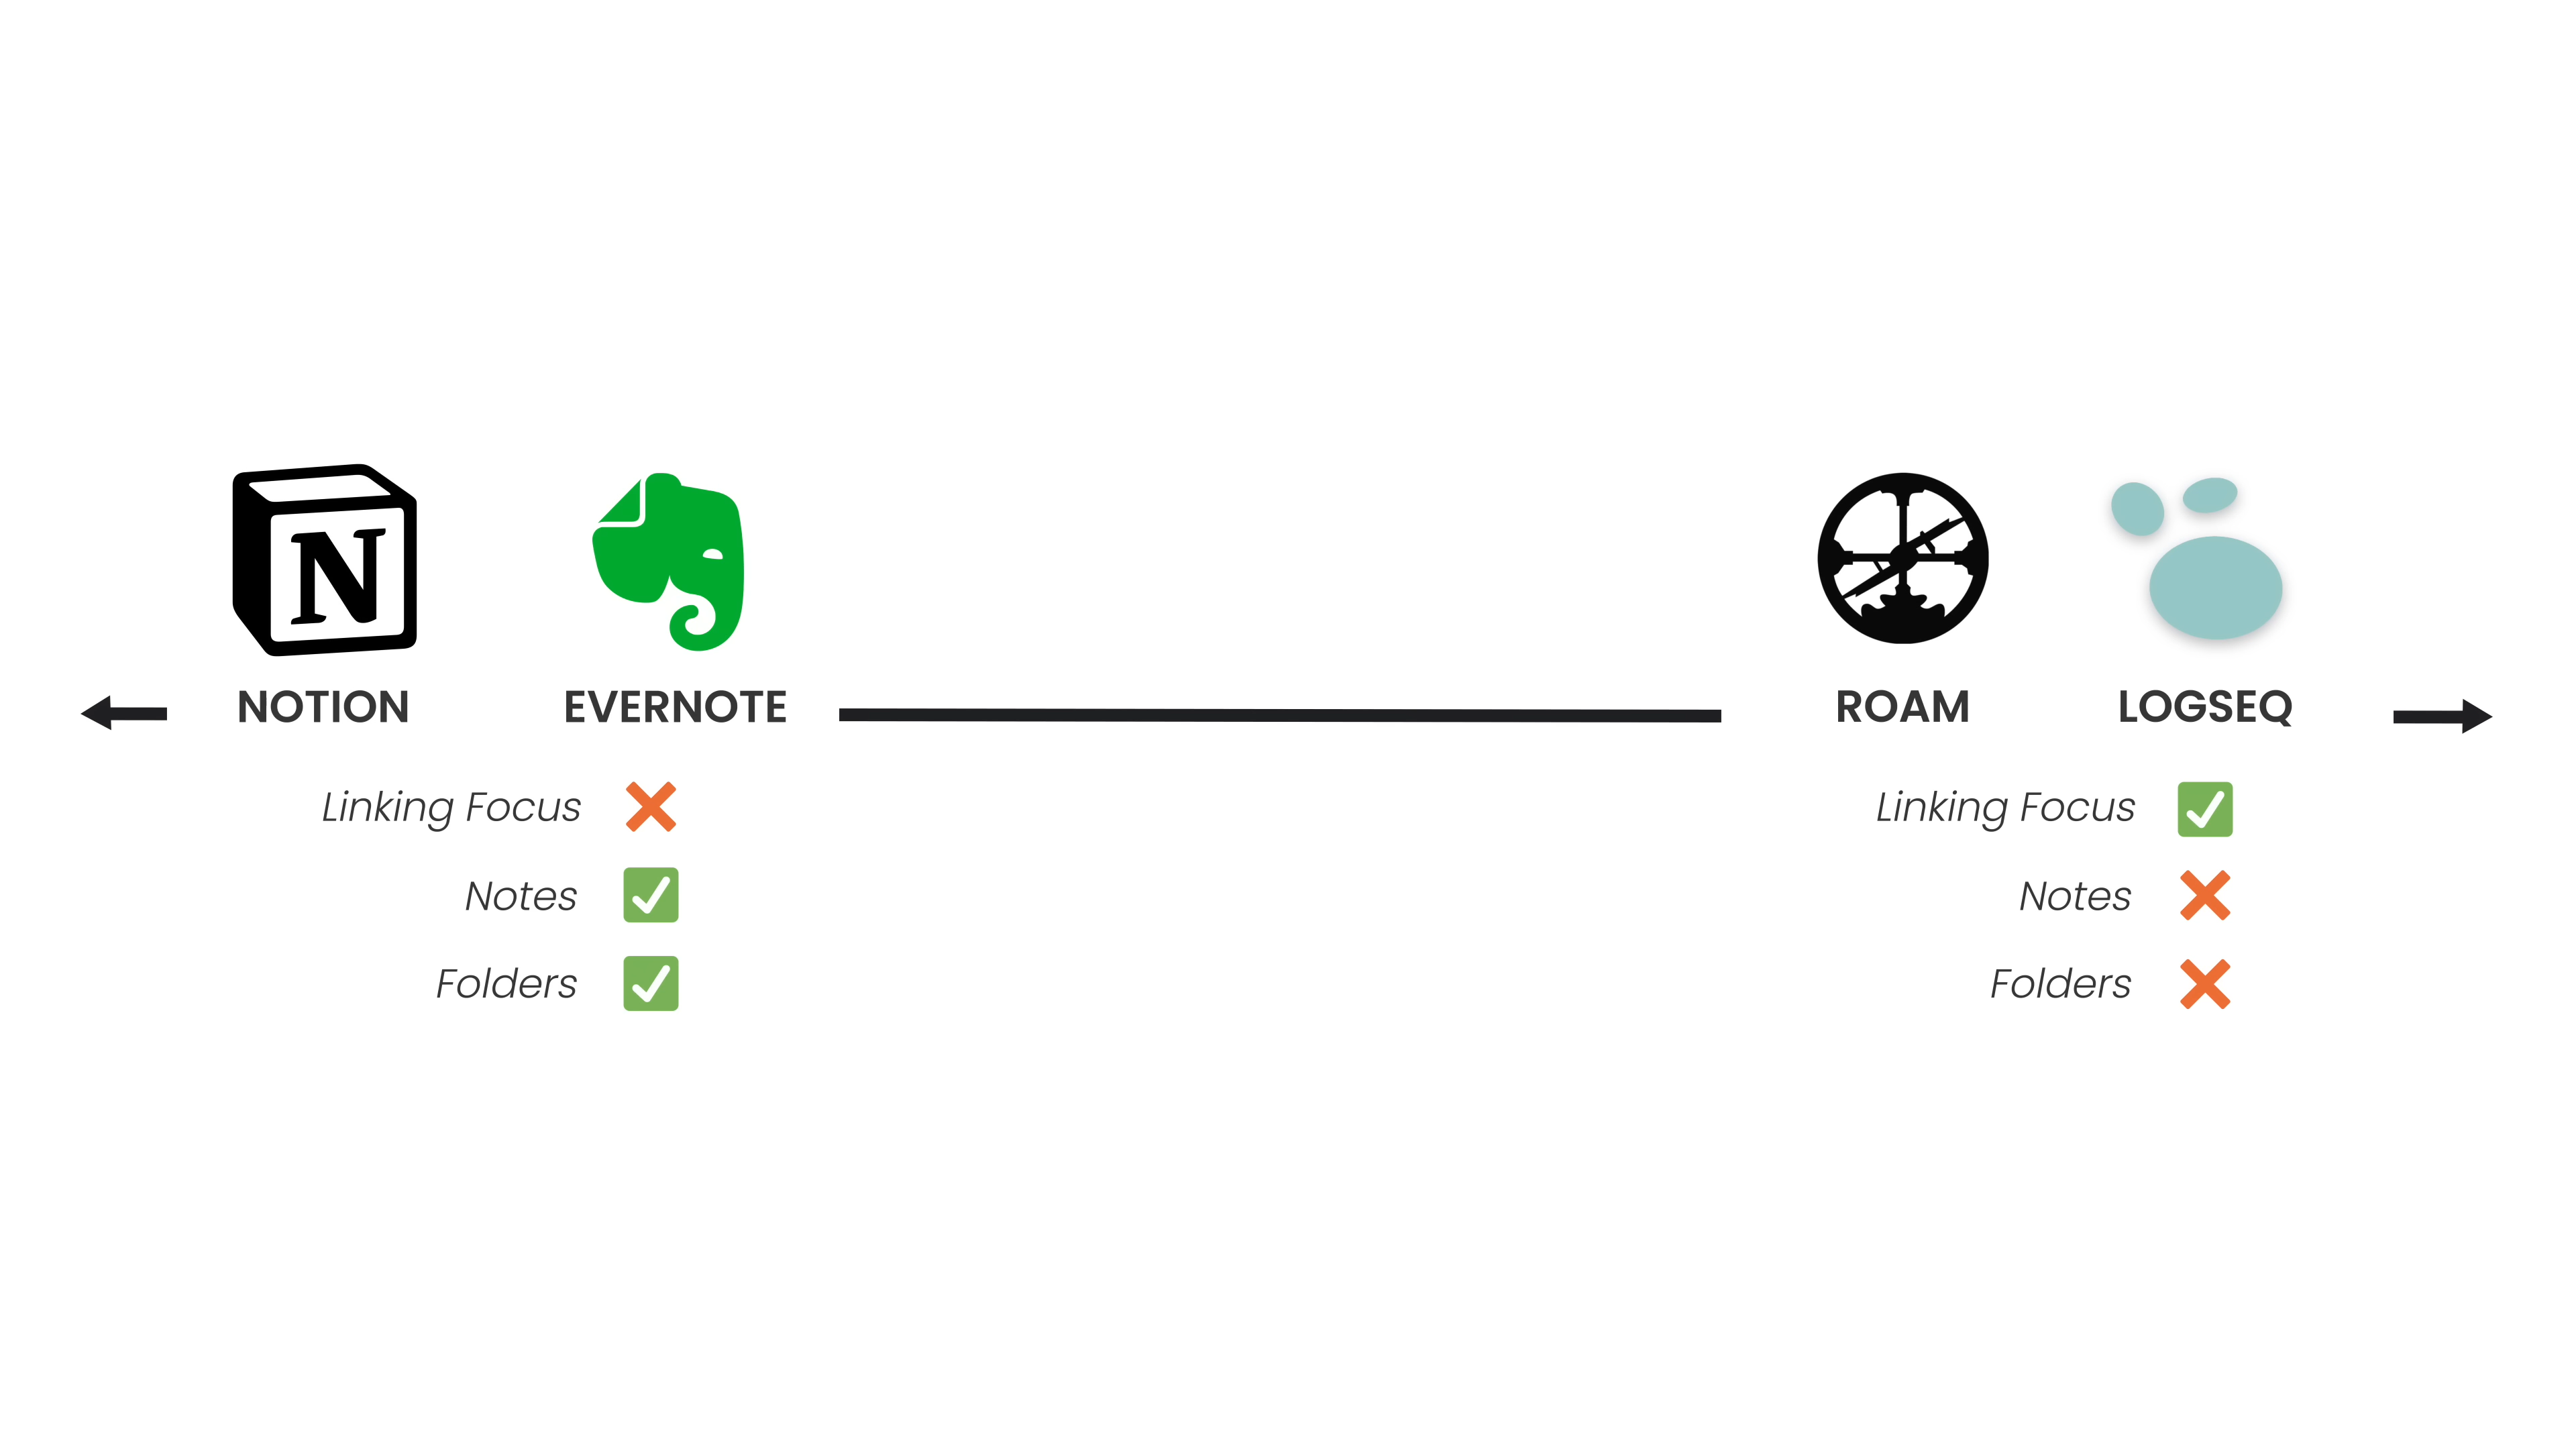 N
NOTION
EVERNOTE
ROAM
LOGSEQ
Linking Focus
Notes
Folders
Linking Focus
Notes
Folders